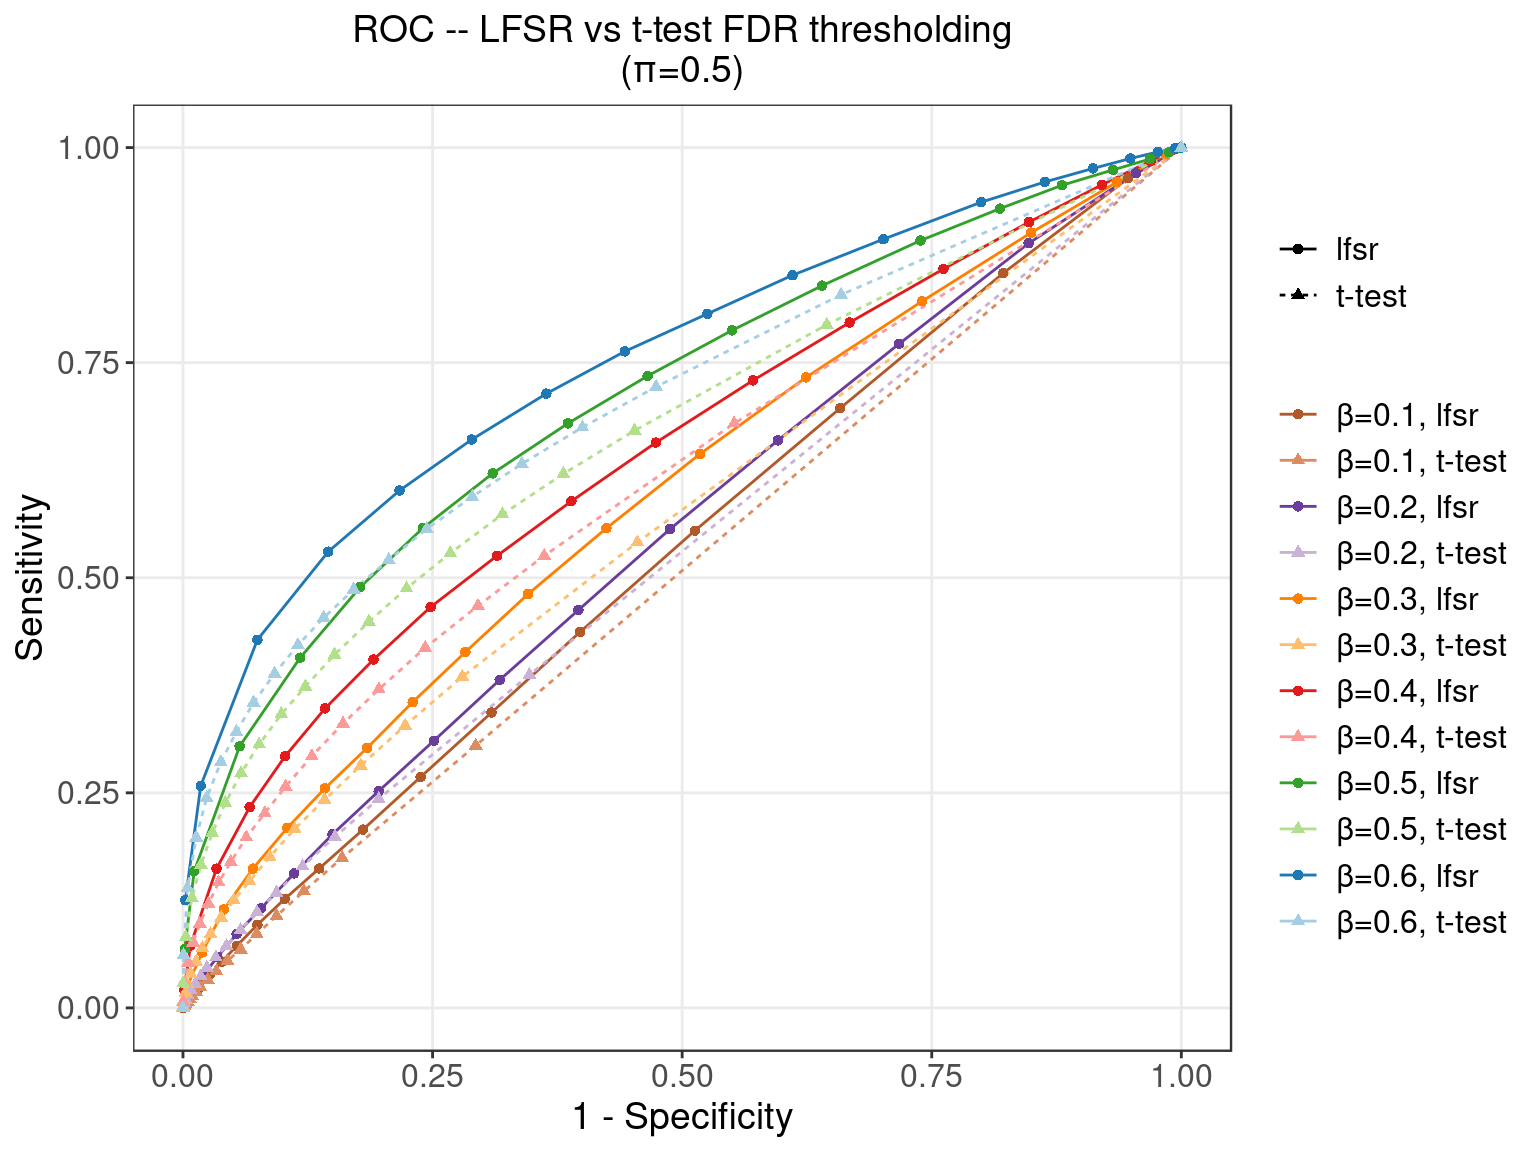 ROC -- LFSR vs t-test FDR thresholding
(π=0.5)
1.00
0.75
0.50
0.25
0.00
Sensitivity
0.00 0.25 0.50 0.75 1.00
1 - Specificity
lfsr
t-test
β=0.1, lfsr
β=0.1, t-test
β=0.2, lfsr
β=0.2, t-test
β=0.3, lfsr
β=0.3, t-test
β=0.4, lfsr
β=0.4, t-test
β=0.5, lfsr
β=0.5, t-test
β=0.6, lfsr
β=0.6, t-test